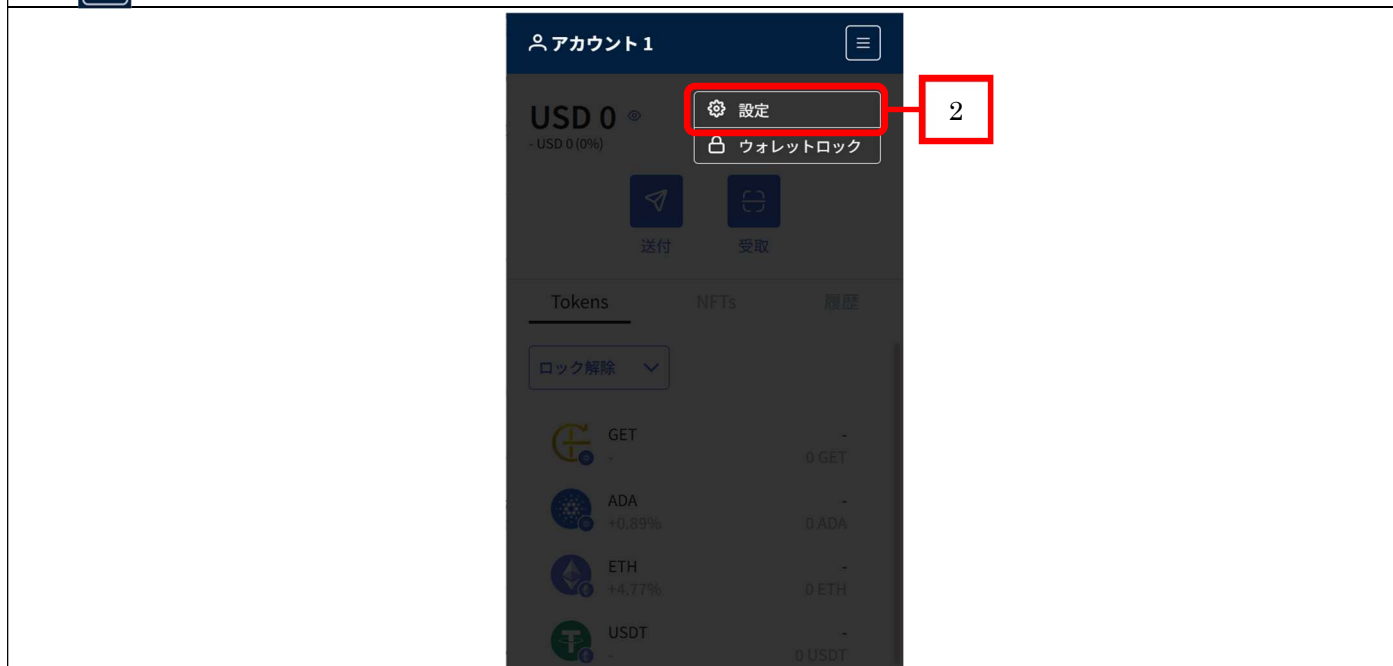 アカウント 1
USD 0
- USD 0 (0%)
設定
2
ウォレットロック
送付
受取
Tokens
NFTs
履歴
ロック解除
GET
-
-
0 GET
ADA
-
+0,89%
0 ADA
ETH
-
+4,77%
0 ETH
USDT
-
-
0 USDT